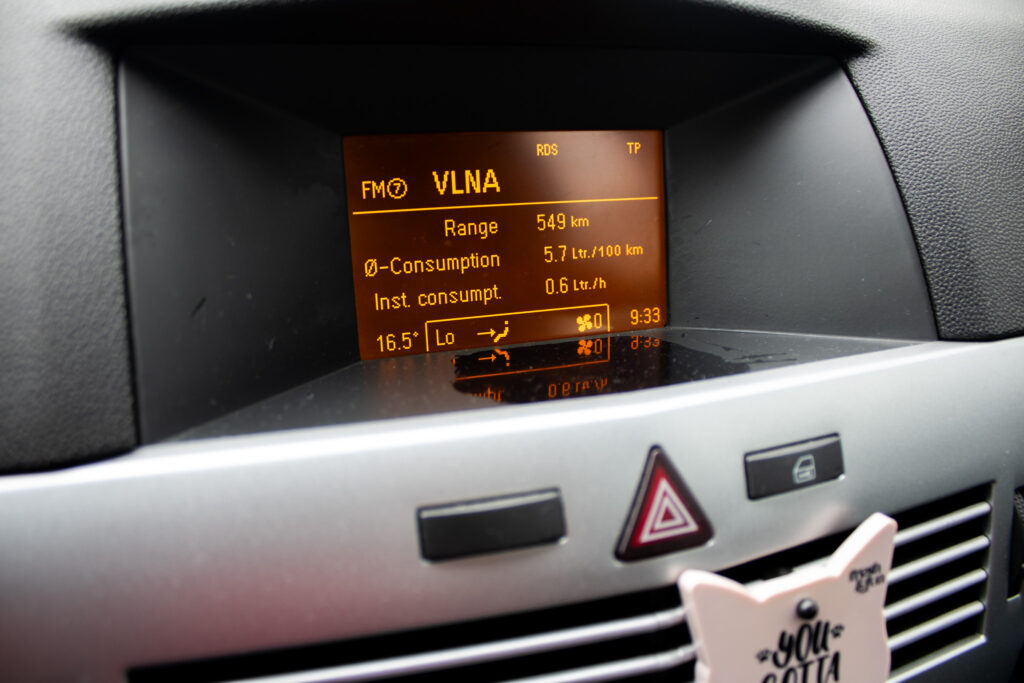 RDS TP
FM7 VLNA
Range 549 km
Ø-Consumption 5.7 Ltr./100 km
Inst. consumpt. 0.6 Ltr./h
16.5° Lo 0 9:33
YOU
GOTTA